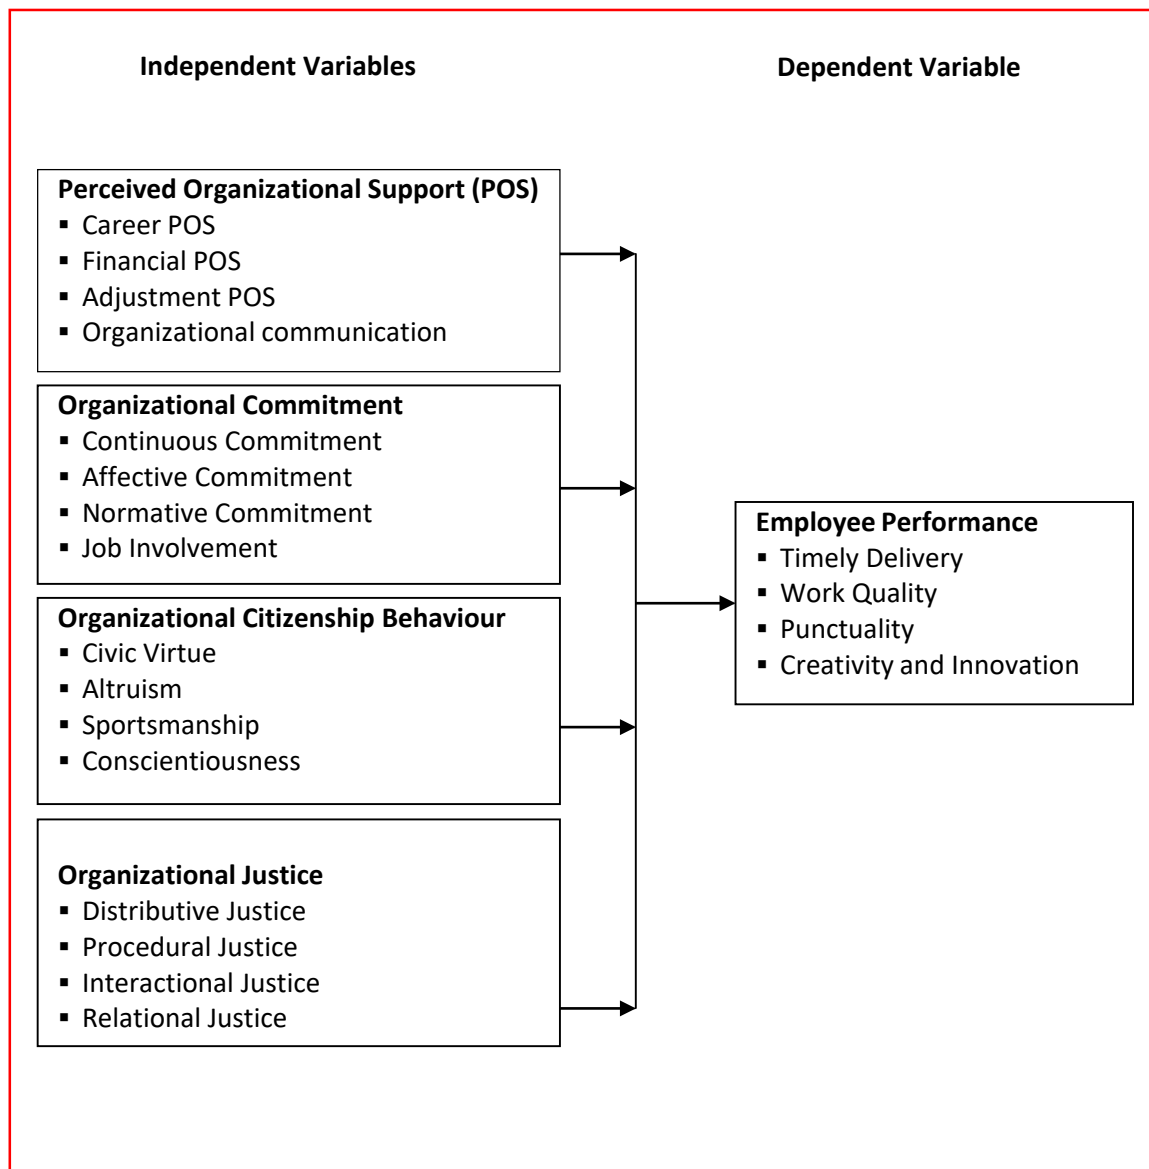 Independent Variables
Dependent Variable
Perceived Organizational Support (POS)
▪ Career POS
▪ Financial POS
▪ Adjustment POS
▪ Organizational communication
Organizational Commitment
▪ Continuous Commitment
▪ Affective Commitment
▪ Normative Commitment
▪ Job Involvement
Organizational Citizenship Behaviour
▪ Civic Virtue
▪ Altruism
▪ Sportsmanship
▪ Conscientiousness
Organizational Justice
▪ Distributive Justice
▪ Procedural Justice
▪ Interactional Justice
▪ Relational Justice
Employee Performance
▪ Timely Delivery
▪ Work Quality
▪ Punctuality
▪ Creativity and Innovation